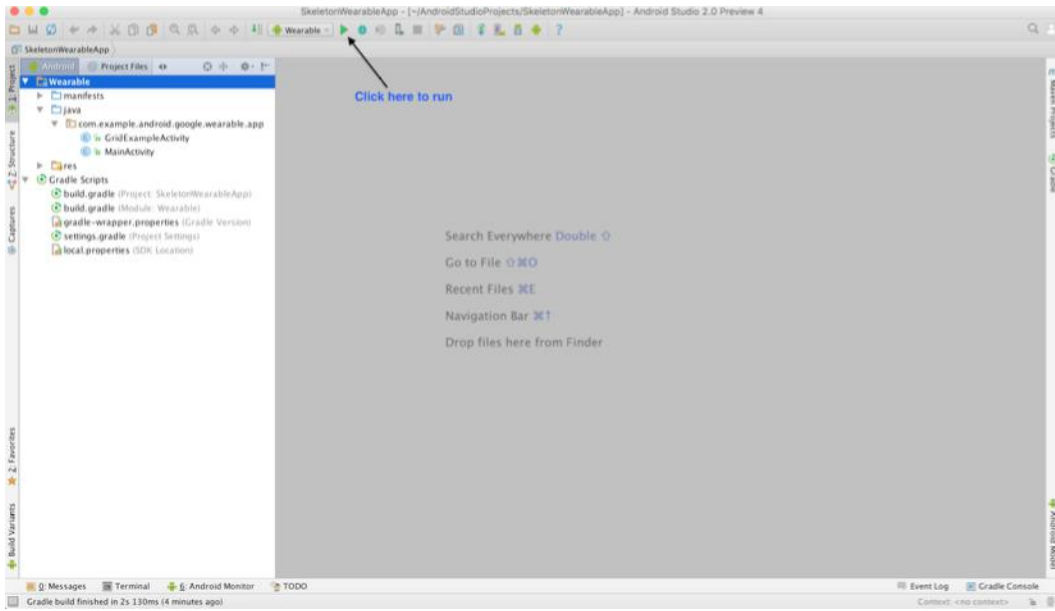 SkeletonWearableApp - [~/AndroidStudioProjects/SkeletonWearableApp] - Android Studio 2.0 Preview 4
Wearable
SkeletonWearableApp
Android Project Files
Wearable
manifests
java
com.example.android.google.wearable.app
GridExampleActivity
MainActivity
res
Gradle Scripts
build.gradle (Project: SkeletonWearableApp)
build.gradle (Module: Wearable)
gradle-wrapper.properties (Gradle Version)
settings.gradle (Project Settings)
local.properties (SDK Location)
1: Project
Z: Structure
Captures
2: Favorites
Build Variants
Click here to run
Search Everywhere Double ⇧
Go to File ⇧⌘O
Recent Files ⌘E
Navigation Bar ⌘↑
Drop files here from Finder
Maven Projects
Gradle
Android Model
0: Messages Terminal 6: Android Monitor TODO
Event Log Gradle Console
Gradle build finished in 2s 130ms (4 minutes ago)
Context: <no context>